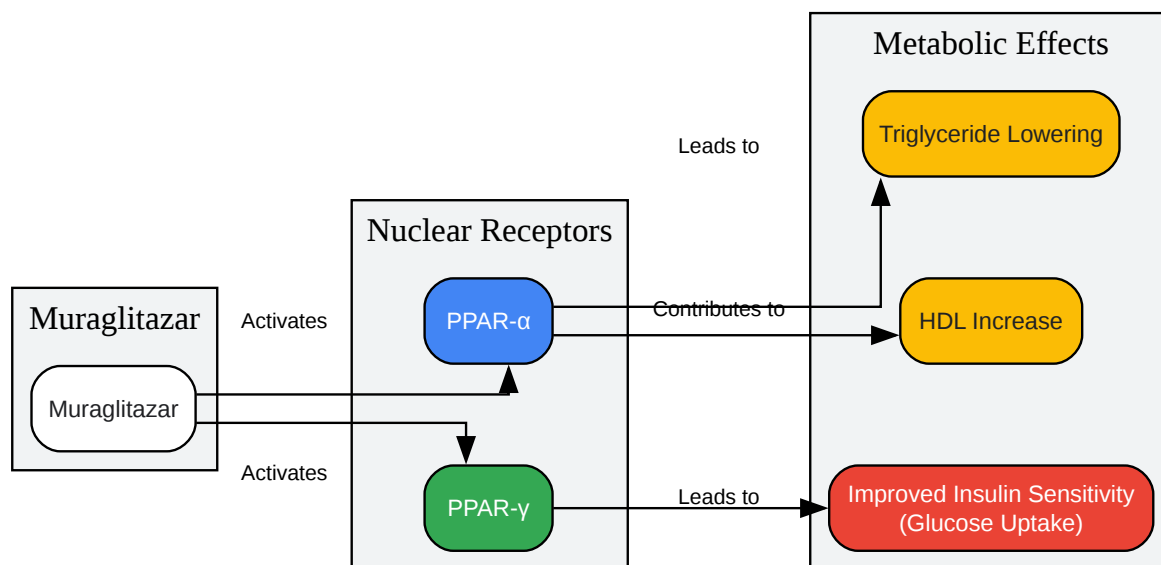 Muraglitazar
Muraglitazar
Activates
Activates
Nuclear Receptors
PPAR-α
PPAR-γ
Leads to
Contributes to
Leads to
Metabolic Effects
Triglyceride Lowering
HDL Increase
Improved Insulin Sensitivity
(Glucose Uptake)